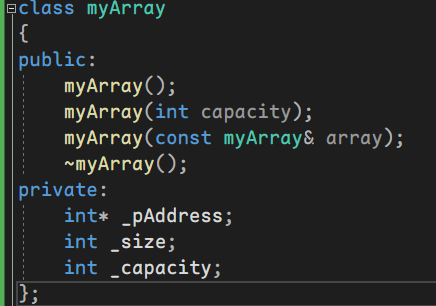 class myArray
{
public:
    myArray();
    myArray(int capacity);
    myArray(const myArray& array);
    ~myArray();
private:
    int* _pAddress;
    int _size;
    int _capacity;
};